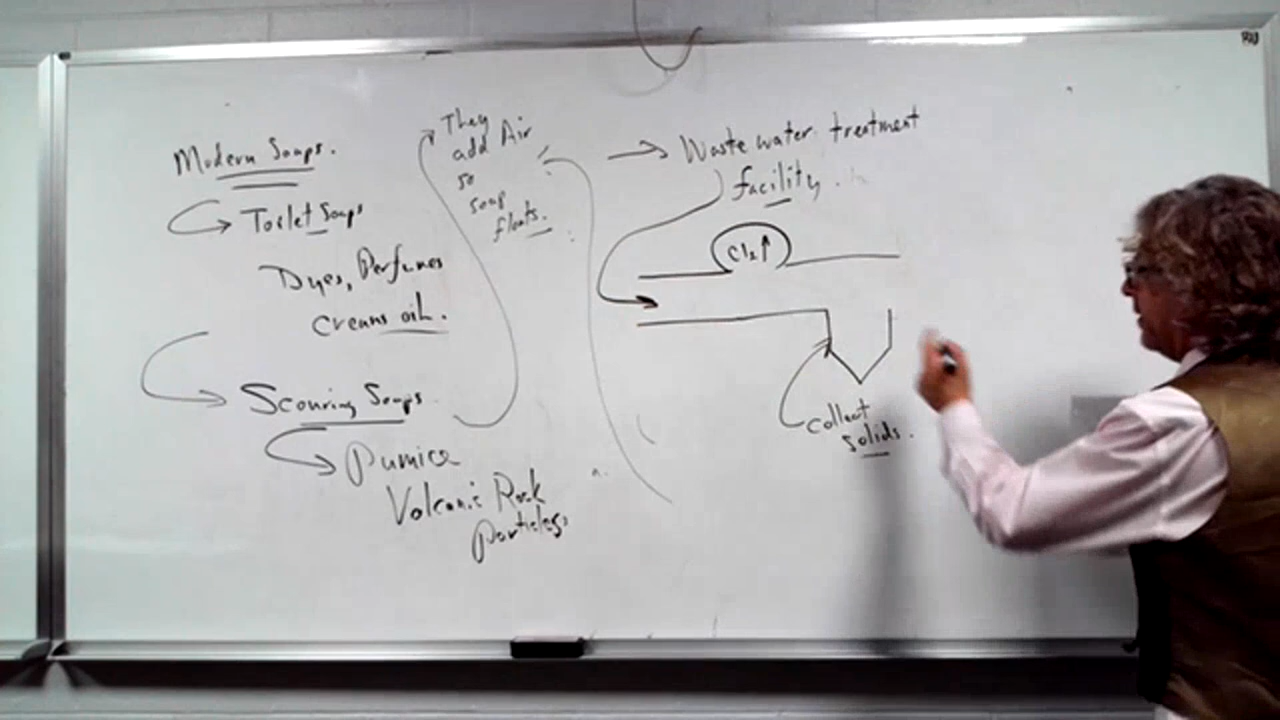 Modern Soaps.
Toilet Soaps
Dyes, Perfumes
Creams oil.
Scouring Soaps
Pumice
Volcanic Rock
particles
They
add Air
so
soap
floats.
Waste water treatment
facility.
Cl₂↑
Collect
solids.